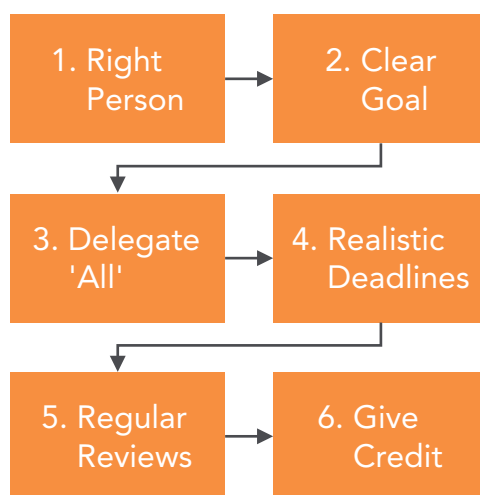 1. Right
Person
2. Clear
Goal
3. Delegate
'All'
4. Realistic
Deadlines
5. Regular
Reviews
6. Give
Credit